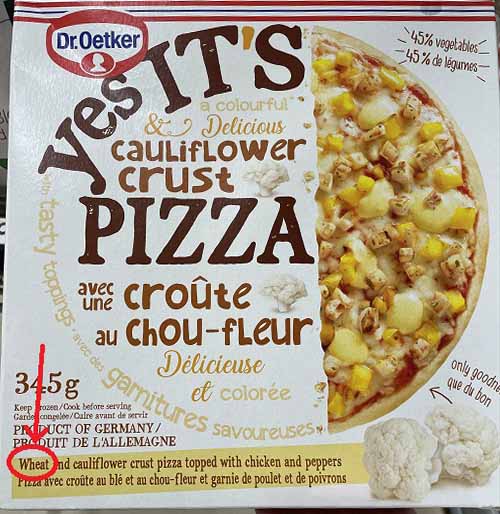 Dr.Oetker
yes IT'S
45% vegetables
45% de légumes
a colourful
& Delicious
cauliflower
crust
PIZZA
with tasty toppings
avec
une croûte
au chou-fleur
Délicieuse
et colorée
avec des garnitures savoureuses
only goodne
que du bon
345g
Keep frozen/Cook before serving
Garder congelée/Cuire avant de servir
PRODUCT OF GERMANY/
PRODUIT DE L'ALLEMAGNE
Wheat and cauliflower crust pizza topped with chicken and peppers
Pizza avec croûte au blé et au chou-fleur et garnie de poulet et de poivrons